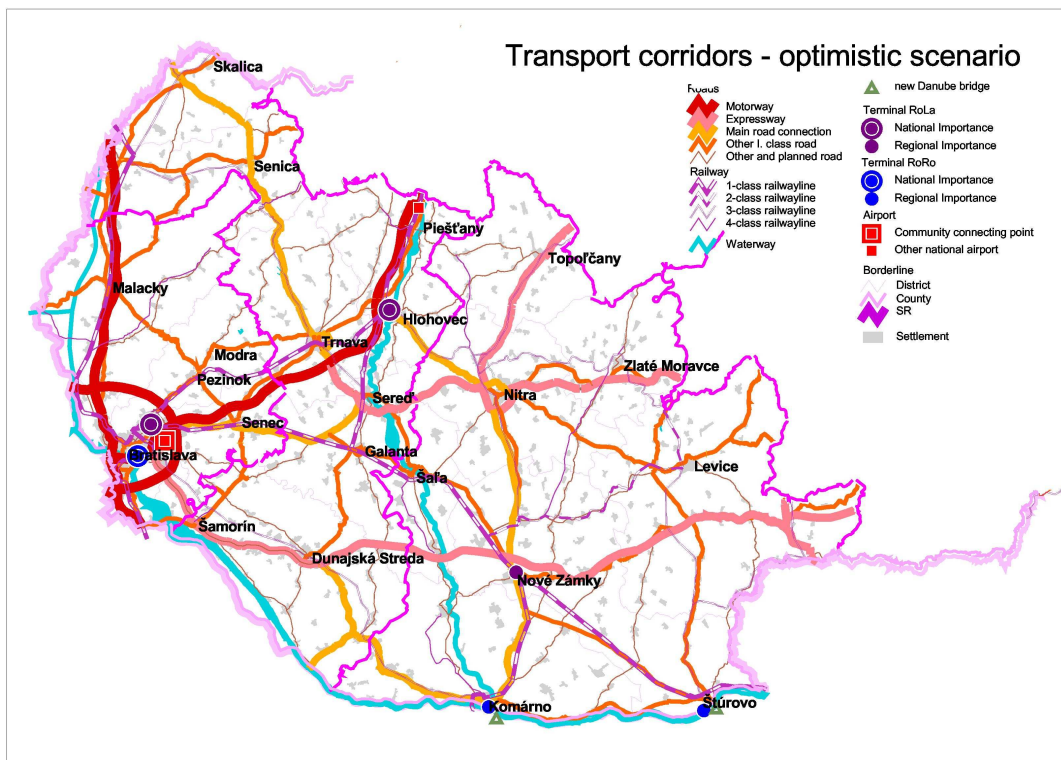 Transport corridors - optimistic scenario
Roads
Motorway
Expressway
Main road connection
Other I. class road
Other and planned road
Railway
1-class railwayline
2-class railwayline
3-class railwayline
4-class railwayline
Waterway
new Danube bridge
Terminal RoLa
National Importance
Regional Importance
Terminal RoRo
National Importance
Regional Importance
Airport
Community connecting point
Other national airport
Borderline
District
County
SR
Settlement
Skalica
Senica
Piešťany
Topoľčany
Malacky
Hlohovec
Trnava
Modra
Pezinok
Zlaté Moravce
Sereď
Nitra
Senec
Galanta
Bratislava
Levice
Šaľa
Šamorín
Dunajská Streda
Nové Zámky
Komárno
Štúrovo